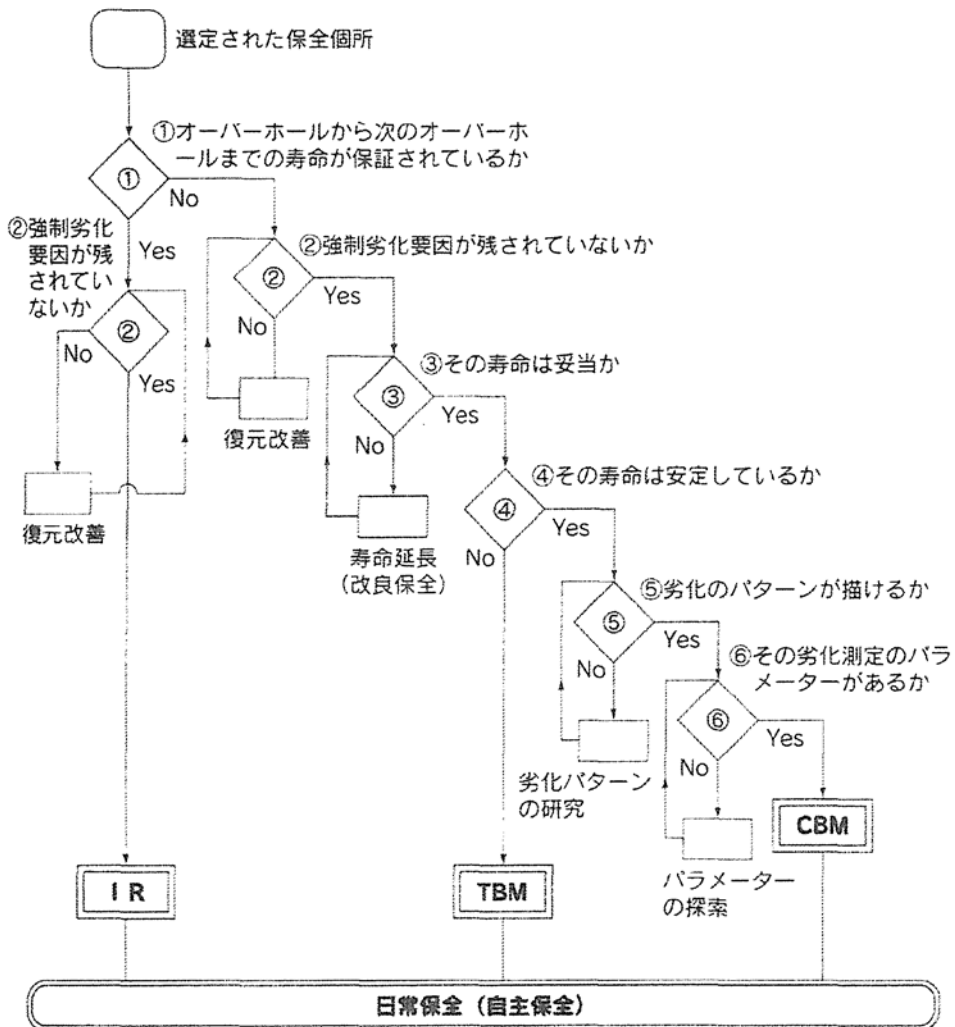 選定された保全個所
①オーバーホールから次のオーバーホ
ールまでの寿命が保証されているか
①
No
②強制劣化
要因が残
されてい
ないか
Yes
②強制劣化要因が残されていないか
②
Yes
No
②
No
Yes
③その寿命は妥当か
③
Yes
No
復元改善
④その寿命は安定しているか
④
Yes
No
復元改善
寿命延長
(改良保全)
⑤劣化のパターンが描けるか
⑤
Yes
No
⑥その劣化測定のパラ
メーターがあるか
⑥
Yes
No
劣化パターン
の研究
CBM
パラメーター
の探索
IR
TBM
日常保全（自主保全）